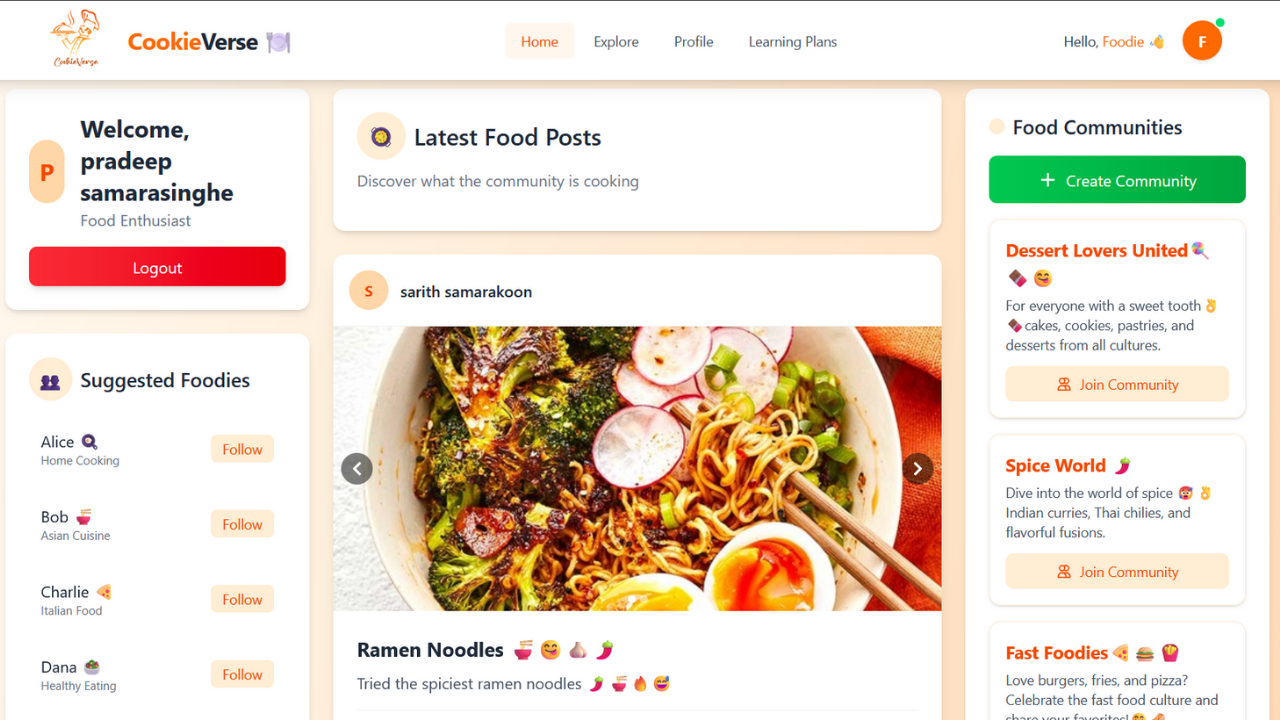 CookieVerse
CookieVerse 🍽️
Home
Explore
Profile
Learning Plans
Hello, Foodie 👋
F
P
Welcome,
pradeep
samarasinghe
Food Enthusiast
Logout
Suggested Foodies
Alice 🍳
Home Cooking
Follow
Bob 🍜
Asian Cuisine
Follow
Charlie 🍕
Italian Food
Follow
Dana 🥗
Healthy Eating
Follow
Latest Food Posts
Discover what the community is cooking
S
sarith samarakoon
Ramen Noodles 🍜 😋 🧄 🌶️
Tried the spiciest ramen noodles 🌶️ 🍜 🔥 😅
Food Communities
+ Create Community
Dessert Lovers United🍭
🍫 😋
For everyone with a sweet tooth 👌
🍫cakes, cookies, pastries, and
desserts from all cultures.
Join Community
Spice World 🌶️
Dive into the world of spice 🥵 👌
Indian curries, Thai chilies, and
flavorful fusions.
Join Community
Fast Foodies🍕 🍔 🍟
Love burgers, fries, and pizza?
Celebrate the fast food culture and
share your favorites!